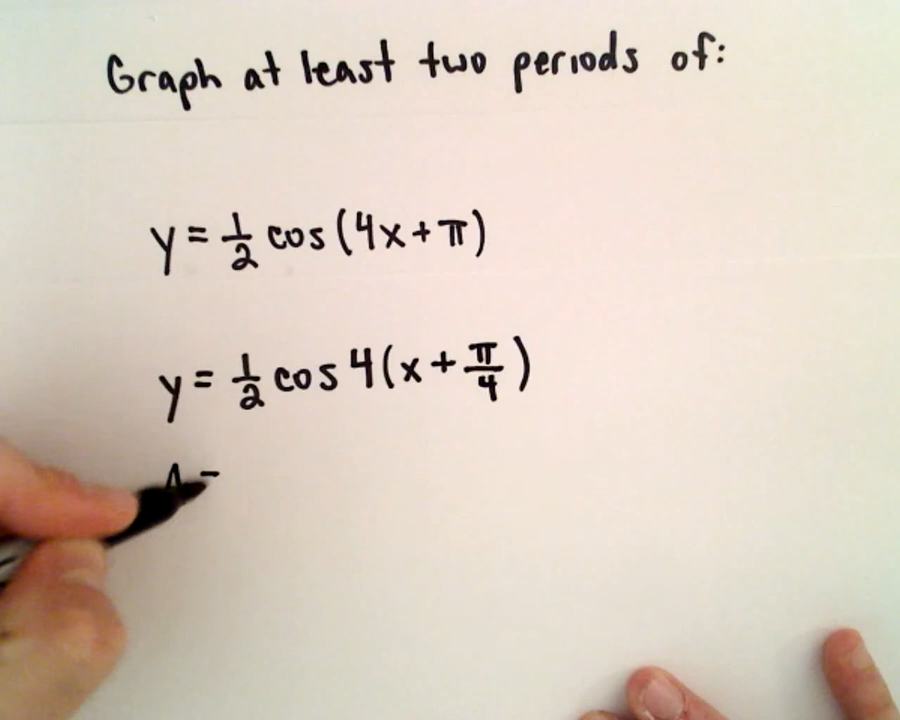 Graph at least two periods of:
y = 1/2 cos(4x + π)
y = 1/2 cos 4(x + π/4)
A =